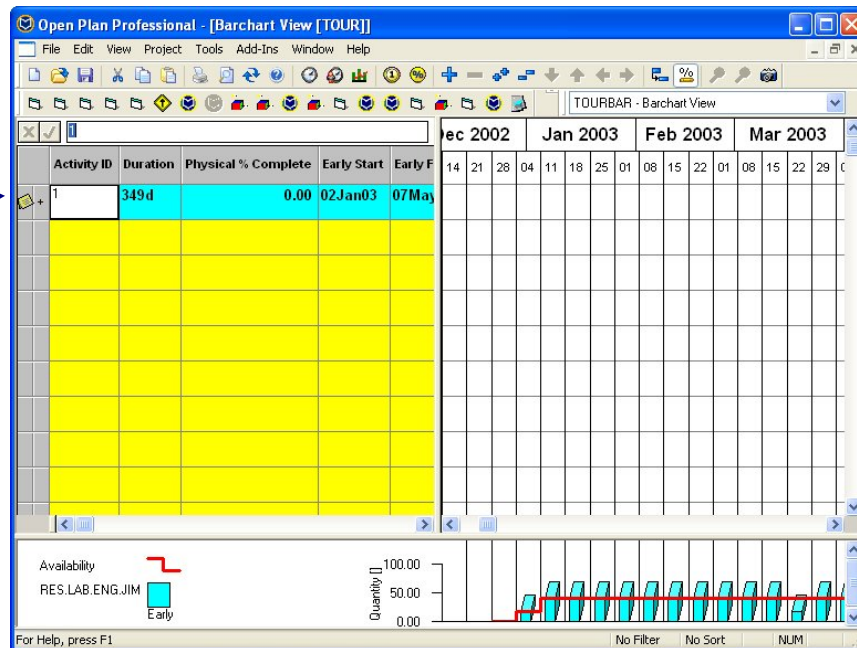 Open Plan Professional - [Barchart View [TOUR]]
File Edit View Project Tools Add-Ins Window Help
TOURBAR - Barchart View
1
ec 2002 Jan 2003 Feb 2003 Mar 2003
Activity ID Duration Physical % Complete Early Start Early F
14 21 28 04 11 18 25 01 08 15 22 01 08 15 22 29
1 349d 0.00 02Jan03 07May
Availability
RES.LAB.ENG.JIM
Early
Quantity []
100.00
50.00
0.00
For Help, press F1 No Filter No Sort NUM